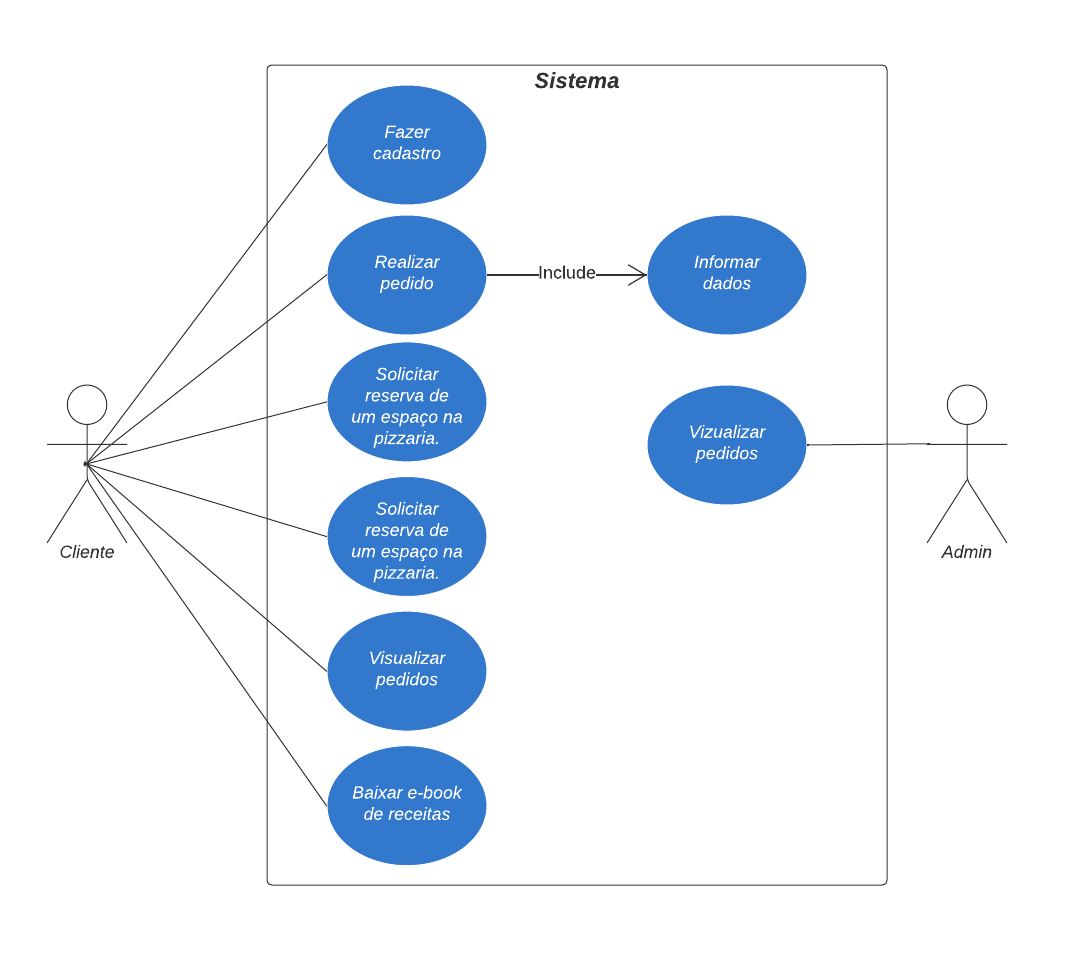 Sistema
Fazer
cadastro
Realizar
pedido
Include
Informar
dados
Solicitar
reserva de
um espaço na
pizzaria.
Vizualizar
pedidos
Solicitar
reserva de
um espaço na
pizzaria.
Cliente
Admin
Visualizar
pedidos
Baixar e-book
de receitas